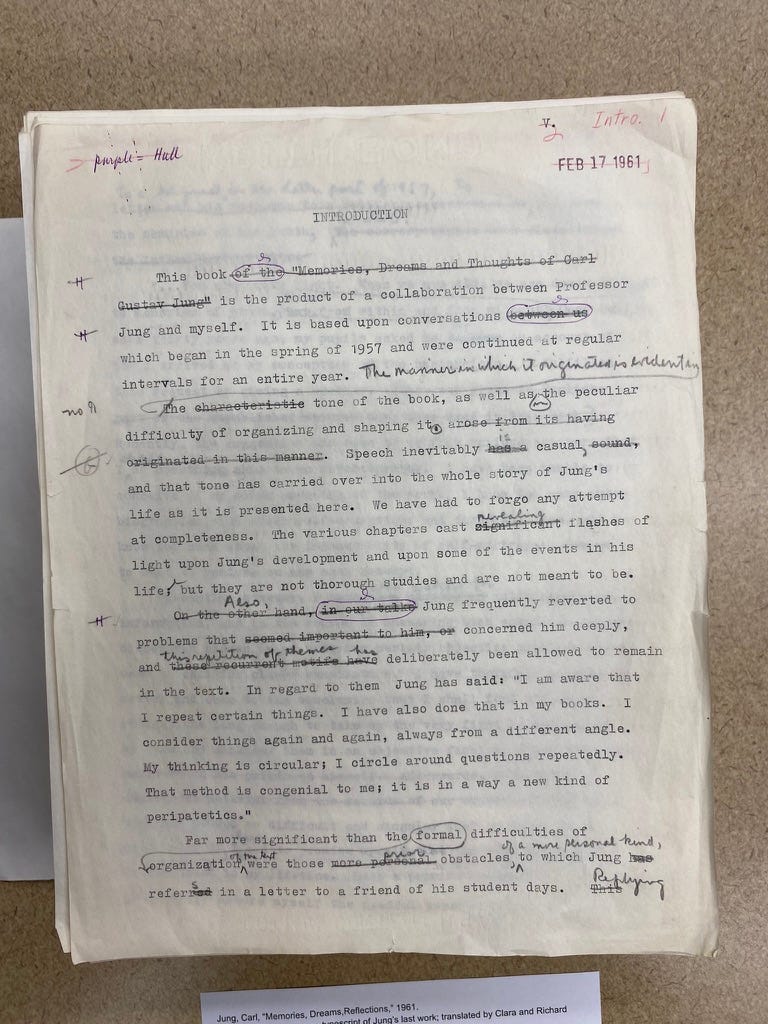 v.
Intro. 1
purple = Hull
FEB 17 1961
INTRODUCTION
This book of the "Memories, Dreams and Thoughts of Carl
Gustav Jung" is the product of a collaboration between Professor
Jung and myself. It is based upon conversations between us
which began in the spring of 1957 and were continued at regular
intervals for an entire year. The manner in which it originated is evident in
no ¶
The characteristic tone of the book, as well as the peculiar
difficulty of organizing and shaping it, arose from its having
is
originated in this manner. Speech inevitably has a casual, sound,
and that tone has carried over into the whole story of Jung's
life as it is presented here. We have had to forgo any attempt
revealing
at completeness. The various chapters cast significant flashes of
light upon Jung's development and upon some of the events in his
life, but they are not thorough studies and are not meant to be.
Also,
On the other hand, in our talks Jung frequently reverted to
problems that seemed important to him, or concerned him deeply,
this repetition of themes has
and these recurrent motifs have deliberately been allowed to remain
in the text. In regard to them Jung has said: "I am aware that
I repeat certain things. I have also done that in my books. I
consider things again and again, always from a different angle.
My thinking is circular; I circle around questions repeatedly.
That method is congenial to me; it is in a way a new kind of
peripatetics."
Far more significant than the formal difficulties of
of the text prior of a more personal kind,
organization were those more personal obstacles to which Jung has
s Replying
referred in a letter to a friend of his student days. This
Jung, Carl, "Memories, Dreams,Reflections," 1961.
typescript of Jung's last work; translated by Clara and Richard